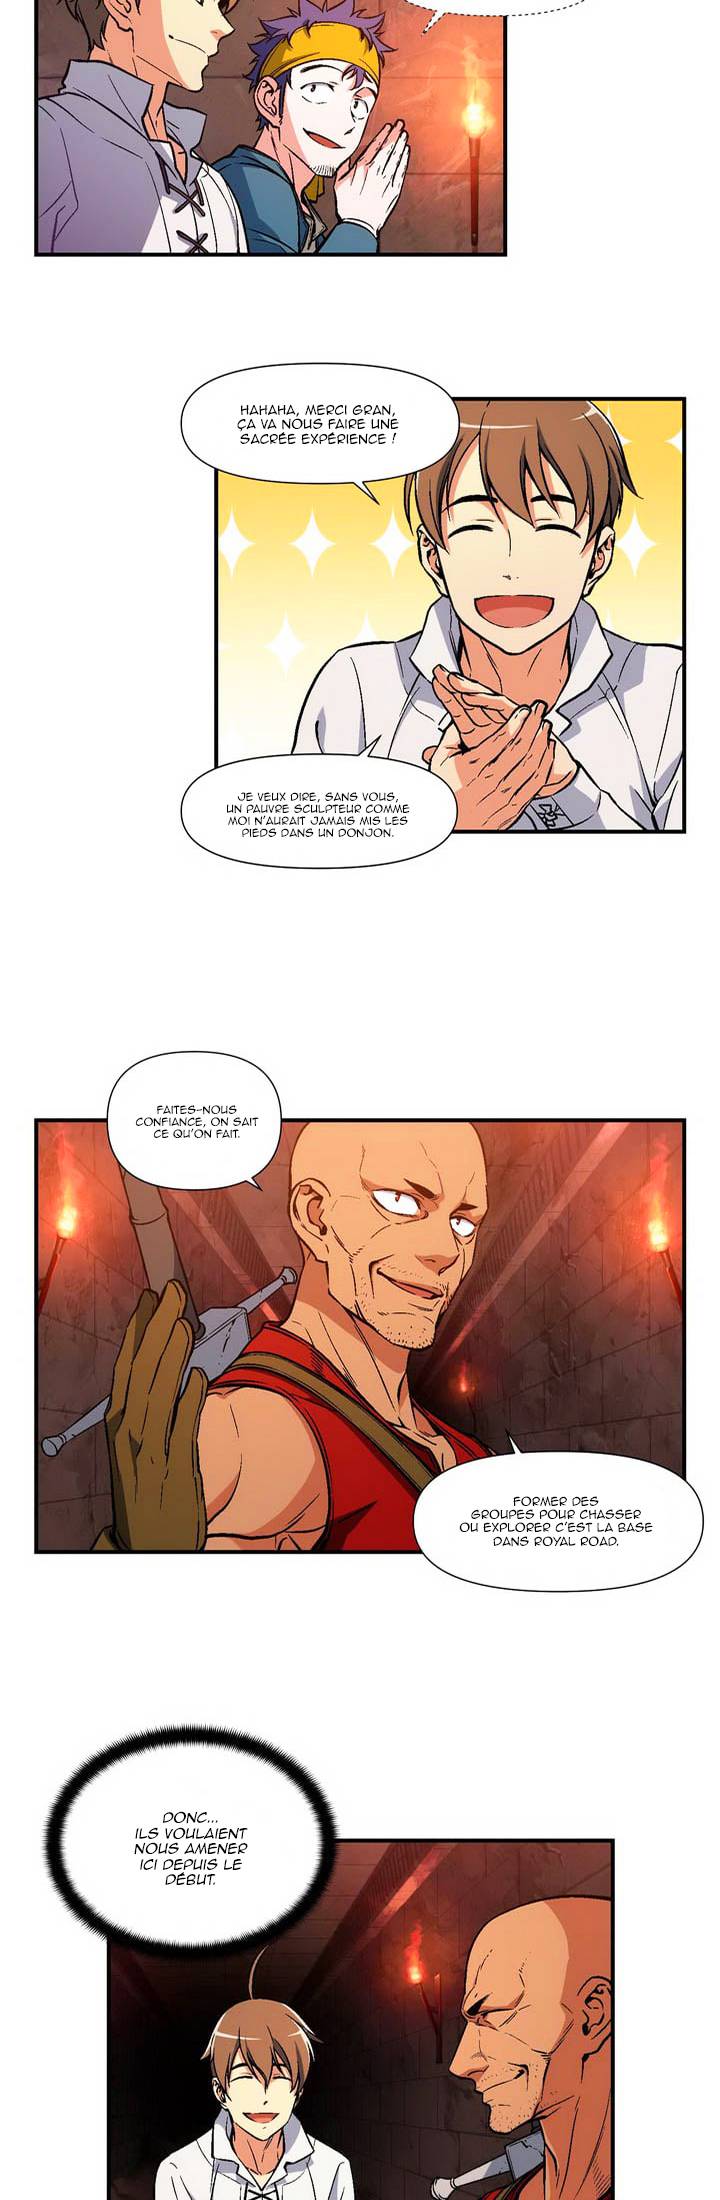 HAHAHA, MERCI GRAN,
ÇA VA NOUS FAIRE UNE
SACRÉE EXPÉRIENCE !
JE VEUX DIRE, SANS VOUS,
UN PAUVRE SCULPTEUR COMME
MOI N'AURAIT JAMAIS MIS LES
PIEDS DANS UN DONJON.
FAITES-NOUS
CONFIANCE, ON SAIT
CE QU'ON FAIT.
FORMER DES
GROUPES POUR CHASSER
OU EXPLORER C'EST LA BASE
DANS ROYAL ROAD.
DONC...
ILS VOULAIENT
NOUS AMENER
ICI DEPUIS LE
DÉBUT.